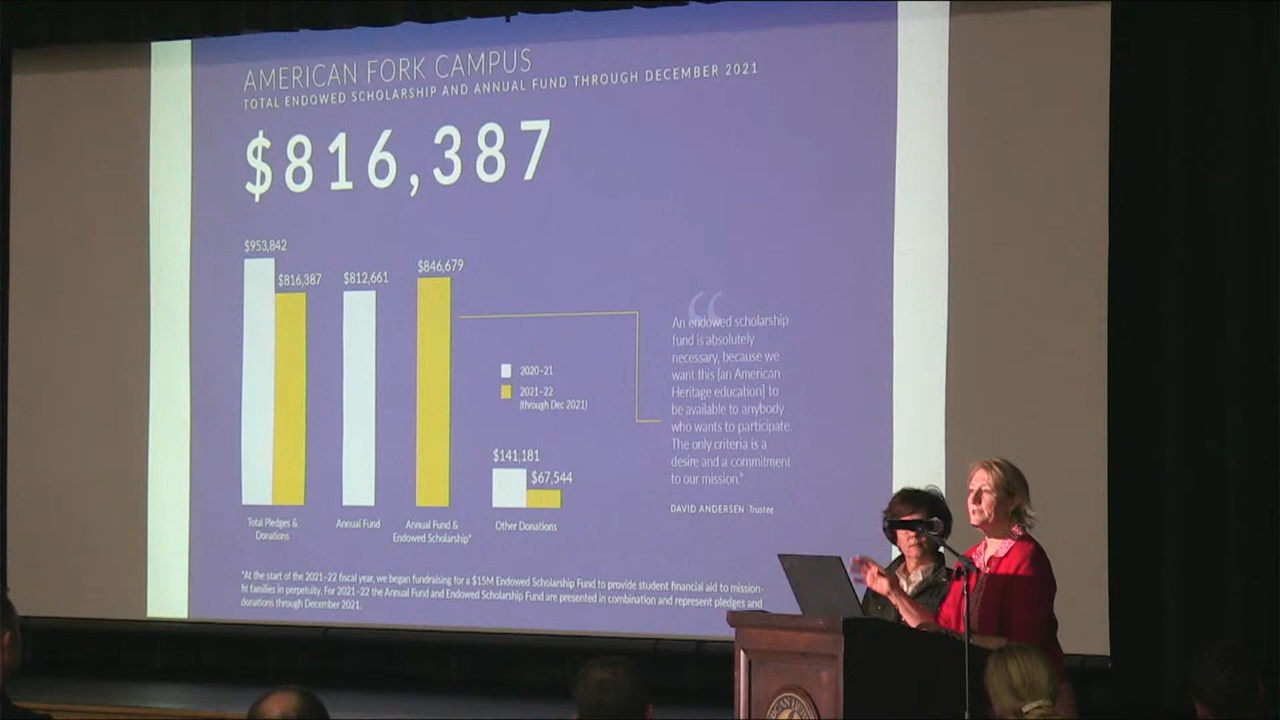 AMERICAN FORK CAMPUS
TOTAL ENDOWED SCHOLARSHIP AND ANNUAL FUND THROUGH DECEMBER 2021
$816,387
$953,842
$816,387
$812,661
$846,679
2020–21
2021–22
(through Dec 2021)
$141,181
$67,544
Total Pledges &
Donations
Annual Fund
Annual Fund &
Endowed Scholarship*
Other Donations
“
An endowed scholarship
fund is absolutely
necessary, because we
want this [an American
Heritage education] to
be available to anybody
who wants to participate.
The only criteria is a
desire and a commitment
to our mission."
DAVID ANDERSEN Trustee
*At the start of the 2021–22 fiscal year, we began fundraising for a $15M Endowed Scholarship Fund to provide student financial aid to mission-
fit families in perpetuity. For 2021–22 the Annual Fund and Endowed Scholarship Fund are presented in combination and represent pledges and
donations through December 2021.